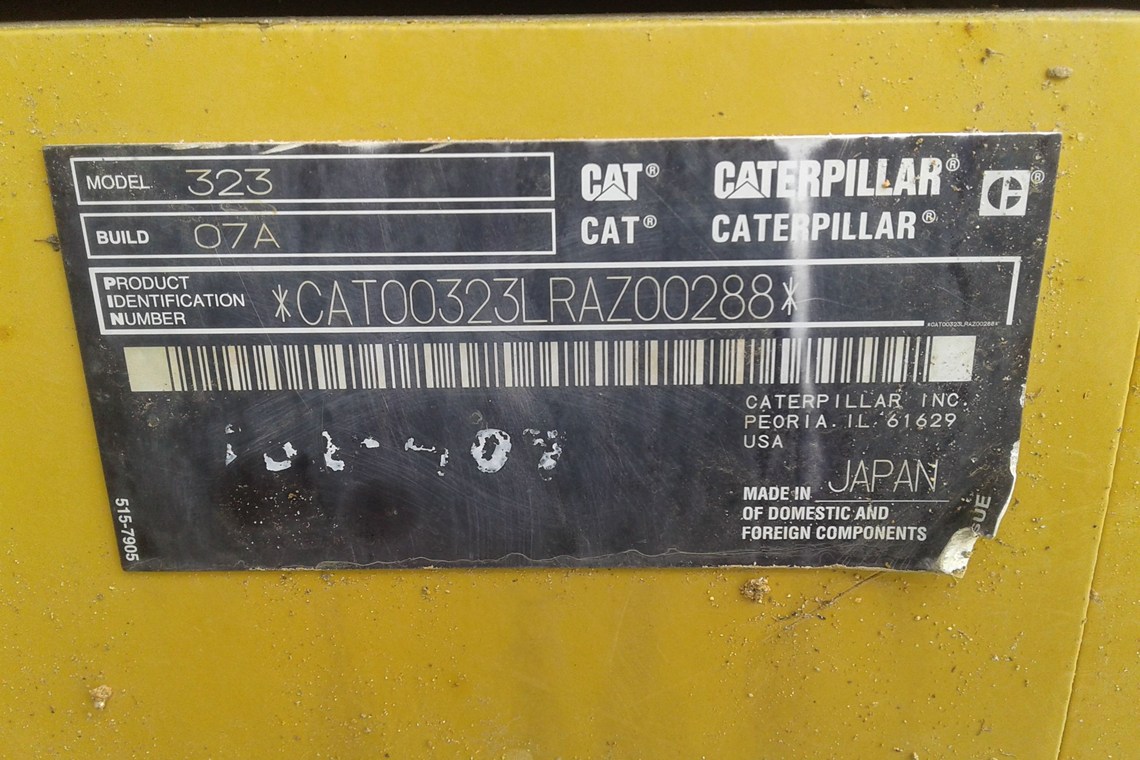 MODEL 323
BUILD 07A
CAT® CATERPILLAR® ®
CAT® CATERPILLAR®
PRODUCT
IDENTIFICATION
NUMBER
*CAT00323LRAZ00288*
*CAT00323LRAZ00288*
CATERPILLAR INC.
PEORIA. IL 61629
USA
MADE IN JAPAN
OF DOMESTIC AND
FOREIGN COMPONENTS
515-7905